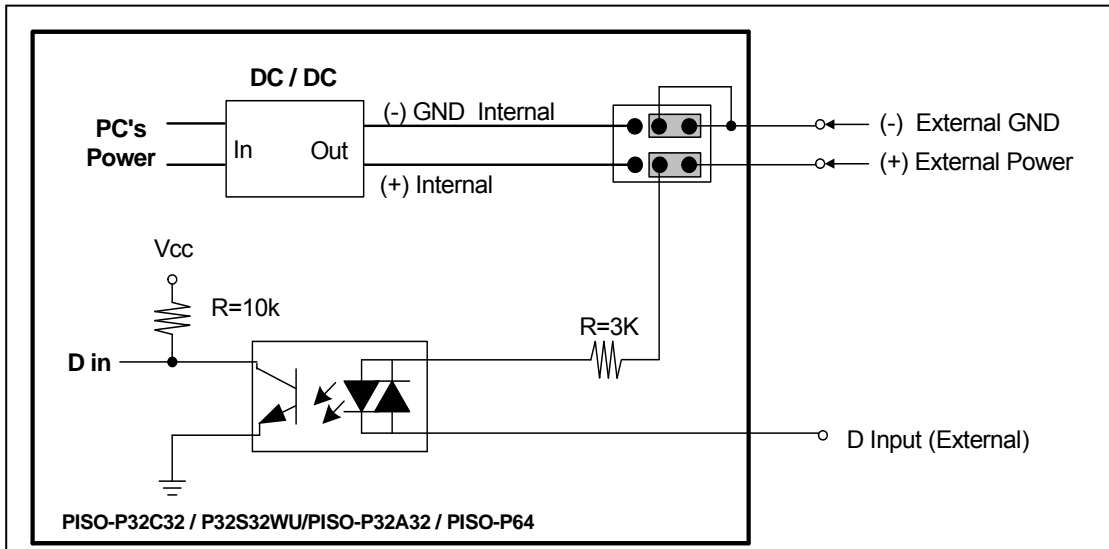 DC / DC
PC's
Power
In
Out
(-) GND Internal
(+) Internal
(-) External GND
(+) External Power
Vcc
R=10k
R=3K
D in
D Input (External)
PISO-P32C32 / P32S32WU/PISO-P32A32 / PISO-P64